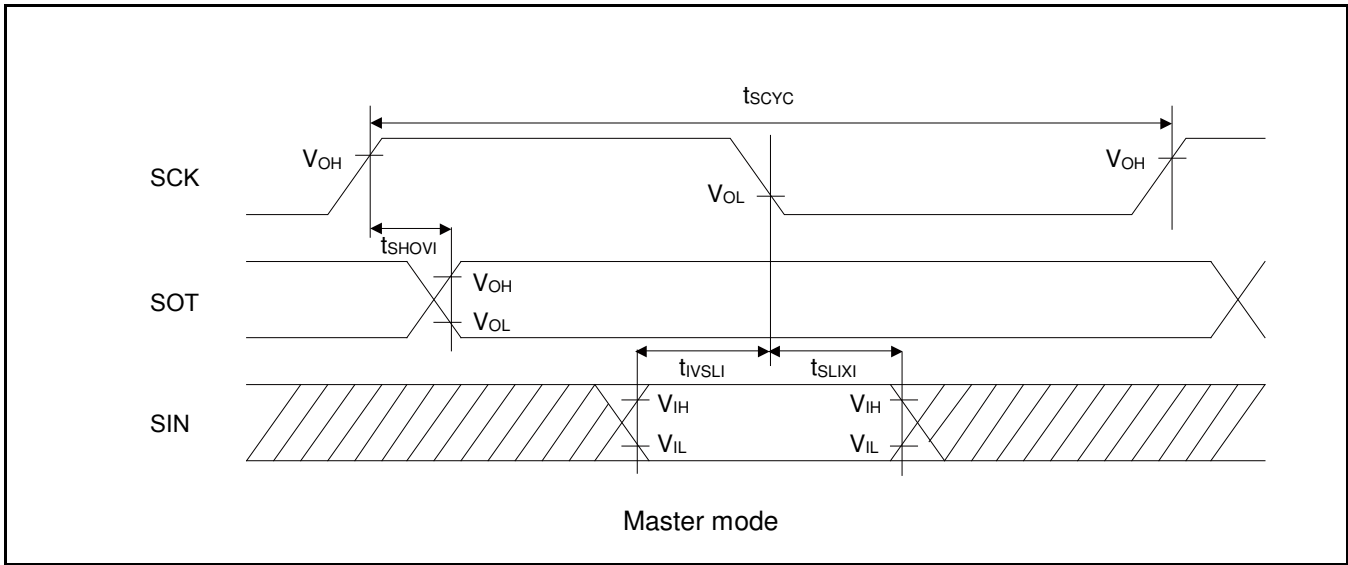 tSCYC
SCK
VOH
VOL
VOH
tSHOVI
SOT
VOH
VOL
tIVSLI
tSLIXI
SIN
VIH
VIH
VIL
VIL
Master mode